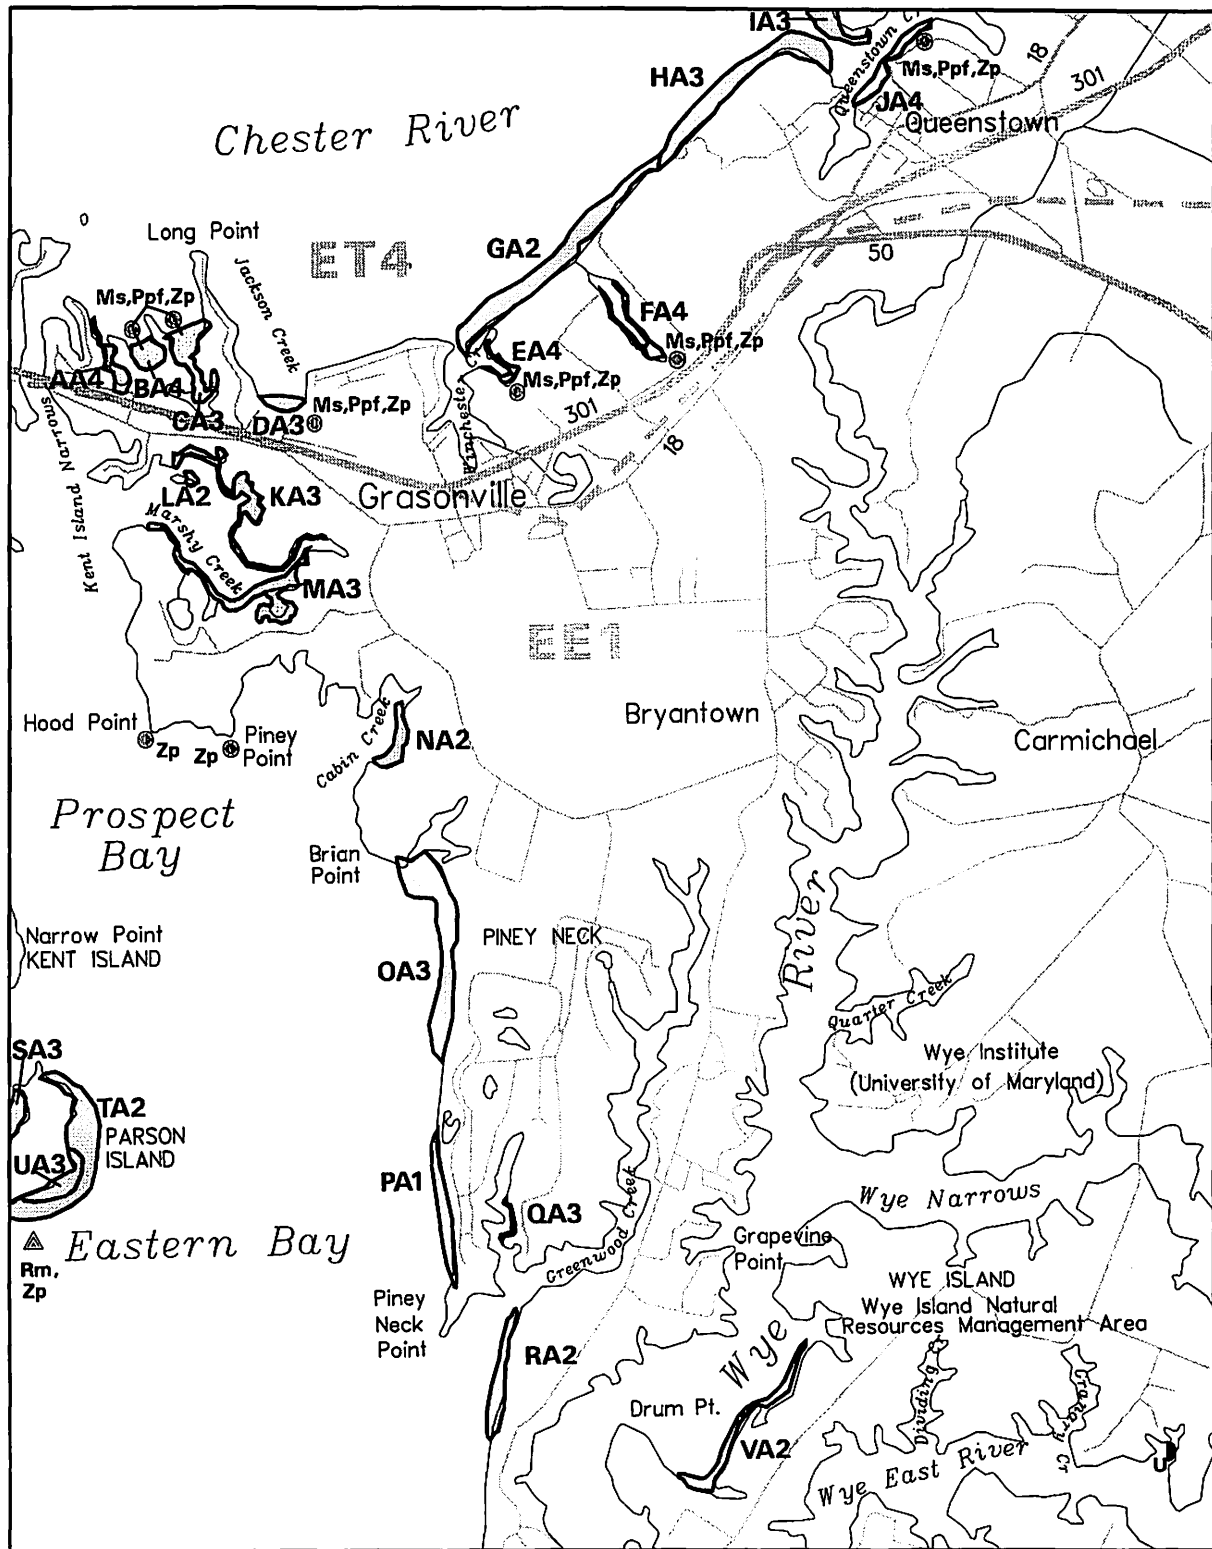 IA3
Queenstown
HA3
Ms,Ppf,Zp
18
301
JA4
Queenstown
Chester River
Long Point
ET4
GA2
50
Jackson Creek
Ms,Ppf,Zp
FA4
Ms,Ppf,Zp
EA4
Ms,Ppf,Zp
AA4
BA4
CA3
DA3
Ms,Ppf,Zp
Winchester
301
18
Kent Island Narrows
LA2
KA3
Grasonville
Marshy Creek
MA3
EE1
Hood Point
Zp
Zp
Piney
Point
Cabin Creek
NA2
Bryantown
Carmichael
Prospect
Bay
Brian
Point
Narrow Point
KENT ISLAND
OA3
PINEY NECK
River
Quarter Creek
Wye Institute
(University of Maryland)
SA3
TA2
PARSON
ISLAND
UA3
PA1
QA3
Greenwood Creek
Wye Narrows
Grapevine
Point
Eastern Bay
Rm,
Zp
Piney
Neck
Point
WYE ISLAND
Wye Island Natural
Resources Management Area
RA2
Wye
Drum Pt.
VA2
Dividing Cr
Granary Cr
Wye East River
U